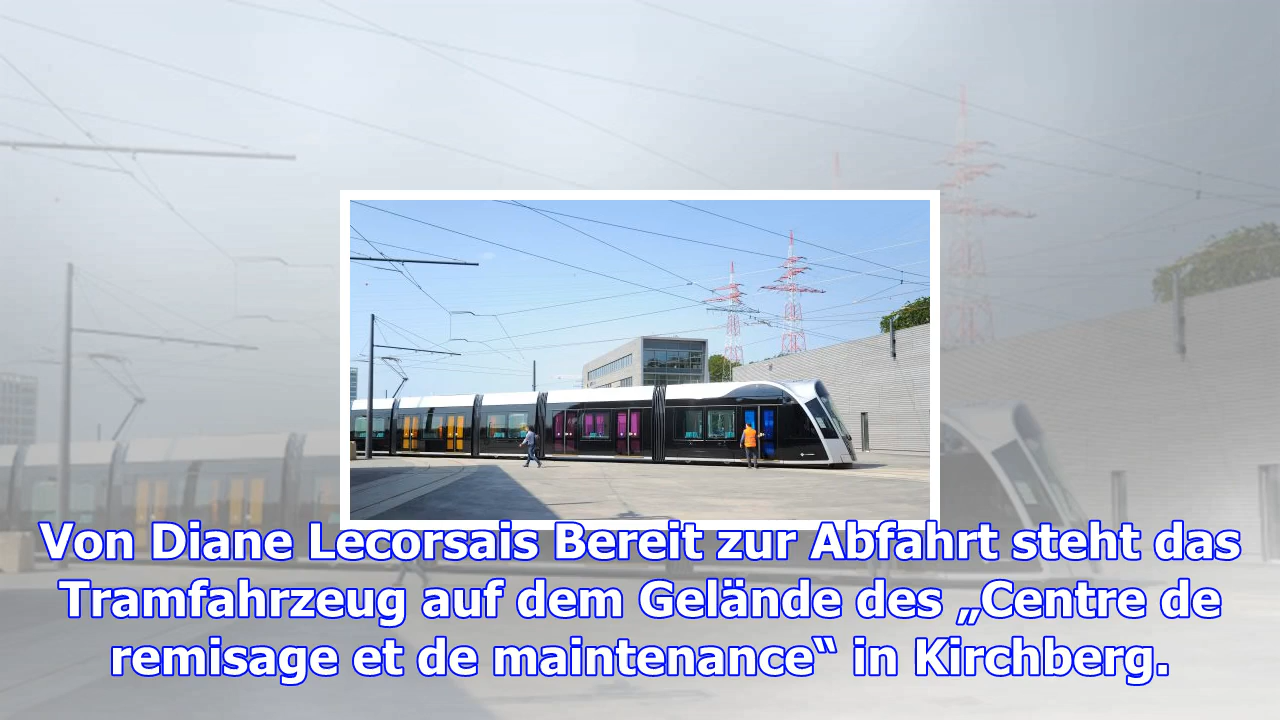 Von Diane Lecorsais Bereit zur Abfahrt steht das
Tramfahrzeug auf dem Gelände des „Centre de
remisage et de maintenance“ in Kirchberg.